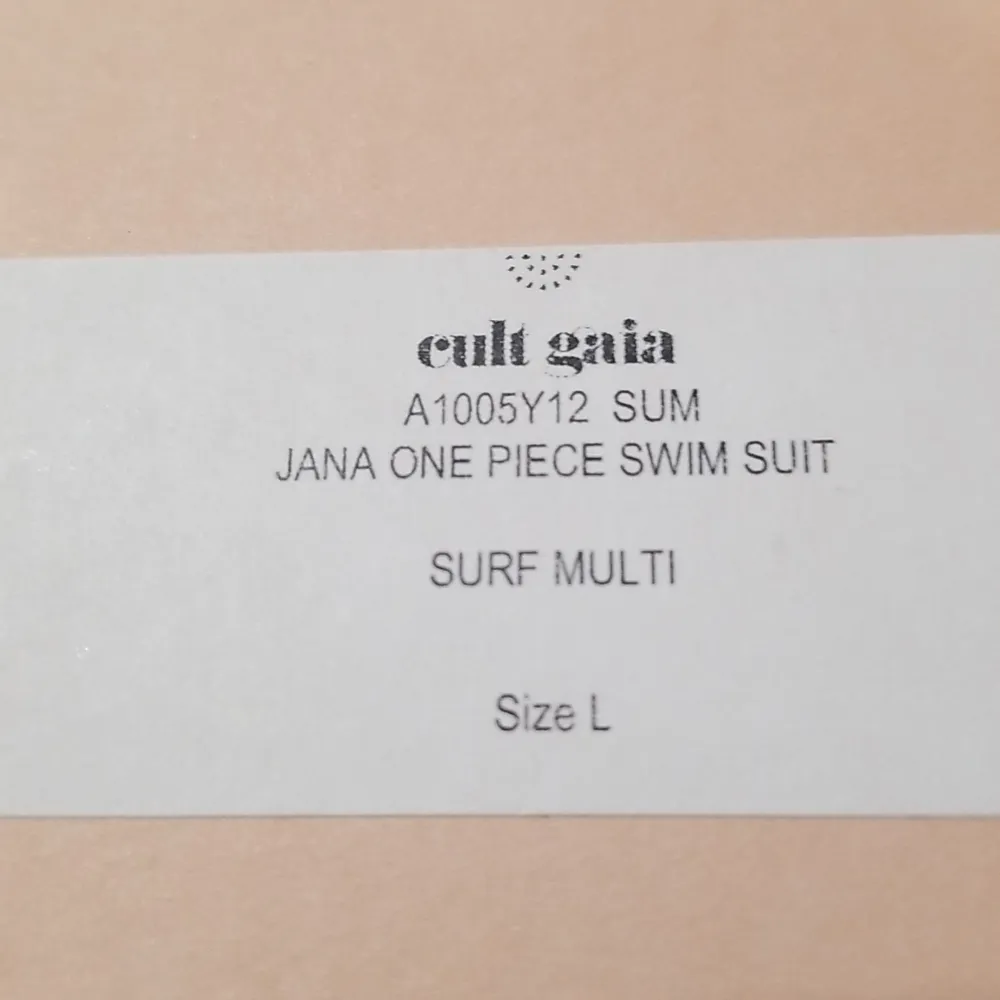 cult gaia
A1005Y12 SUM
JANA ONE PIECE SWIM SUIT
SURF MULTI
Size L